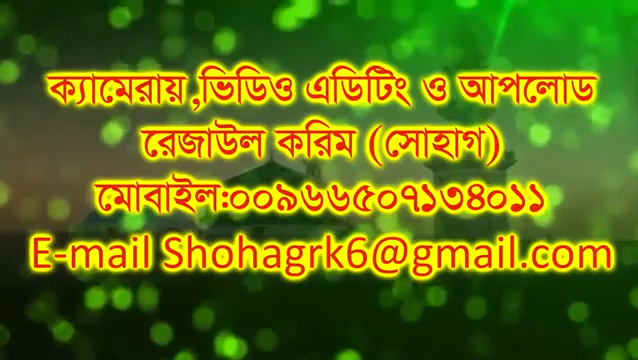 ক্যামেরায়,ভিডিও এডিটিং ও আপলোড
রেজাউল করিম (সোহাগ)
মোবাইল:০০৯৬৬৫০৭১৩৪০১১
E-mail Shohagrk6@gmail.com